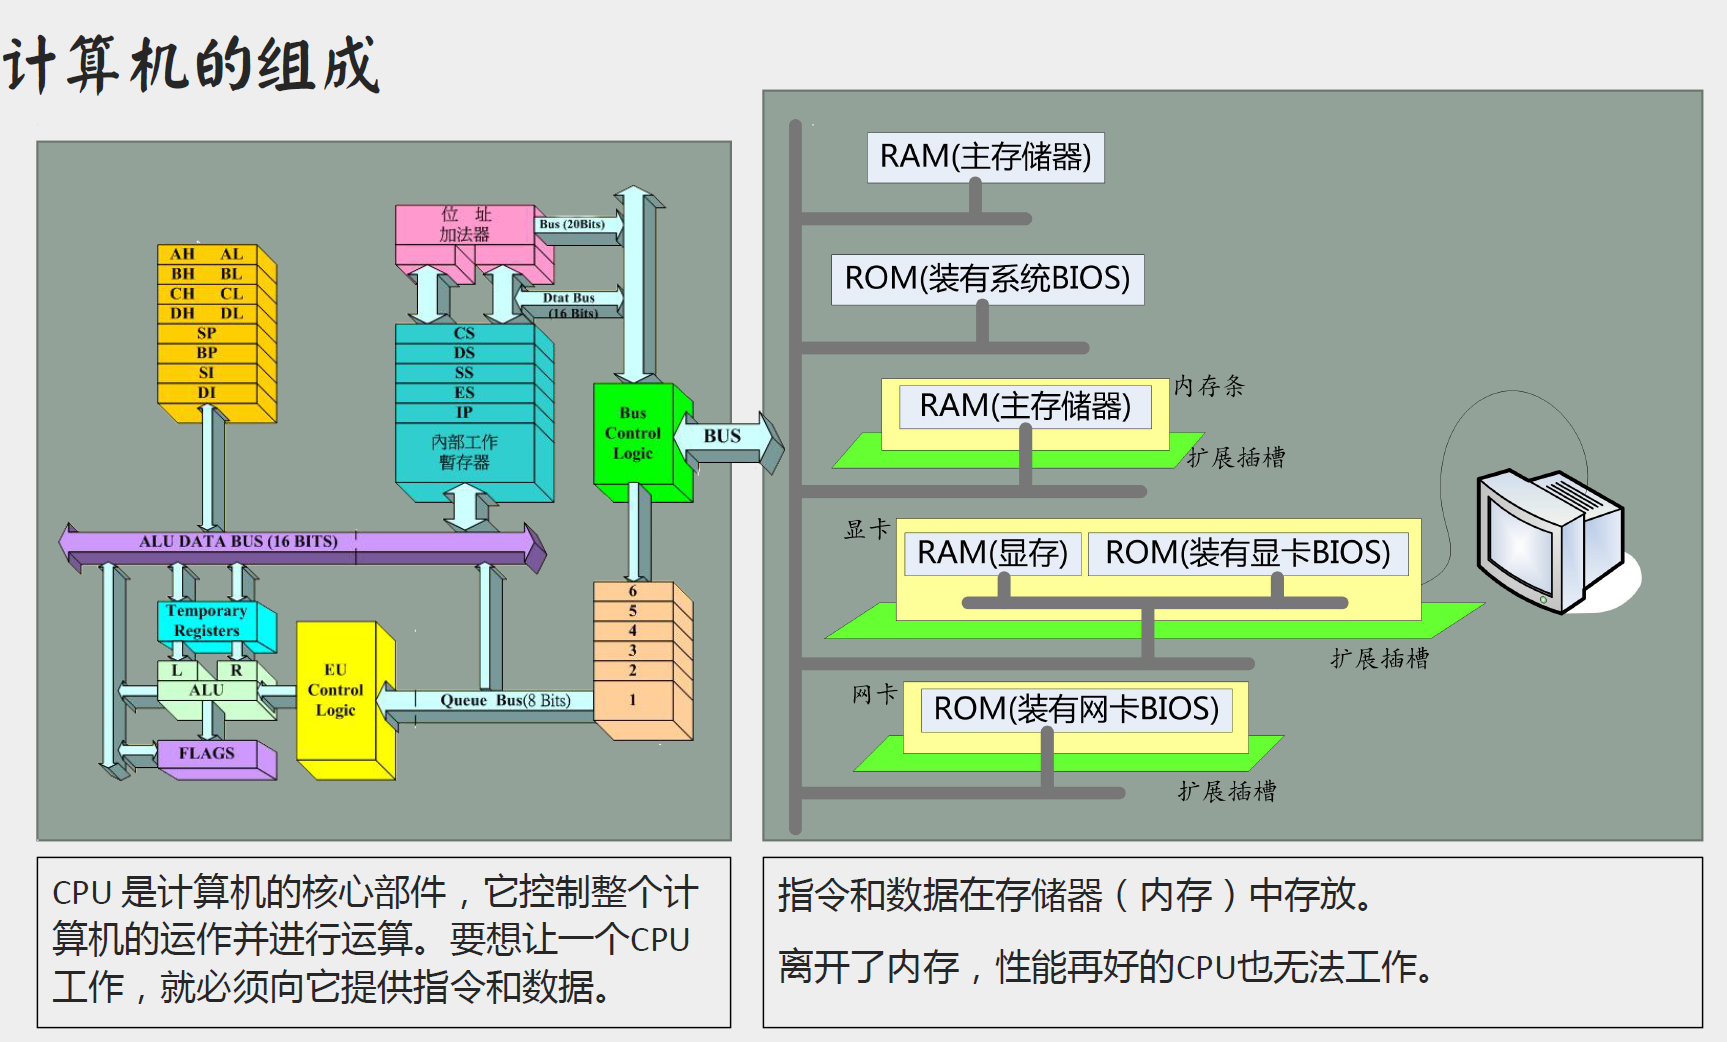 计算机的组成
位 址
加法器
Bus (20Bits)
Dtat Bus
(16 Bits)
AH AL
BH BL
CH CL
DH DL
SP
BP
SI
DI
CS
DS
SS
ES
IP
內部工作
暫存器
Bus
Control
Logic
BUS
ALU DATA BUS (16 BITS)
Temporary
Registers
L R
ALU
FLAGS
EU
Control
Logic
Queue Bus(8 Bits)
6
5
4
3
2
1
RAM(主存储器)
ROM(装有系统BIOS)
内存条
RAM(主存储器)
扩展插槽
显卡
RAM(显存)
ROM(装有显卡BIOS)
扩展插槽
网卡
ROM(装有网卡BIOS)
扩展插槽
CPU 是计算机的核心部件，它控制整个计
算机的运作并进行运算。要想让一个CPU
工作，就必须向它提供指令和数据。
指令和数据在存储器（内存）中存放。
离开了内存，性能再好的CPU也无法工作。